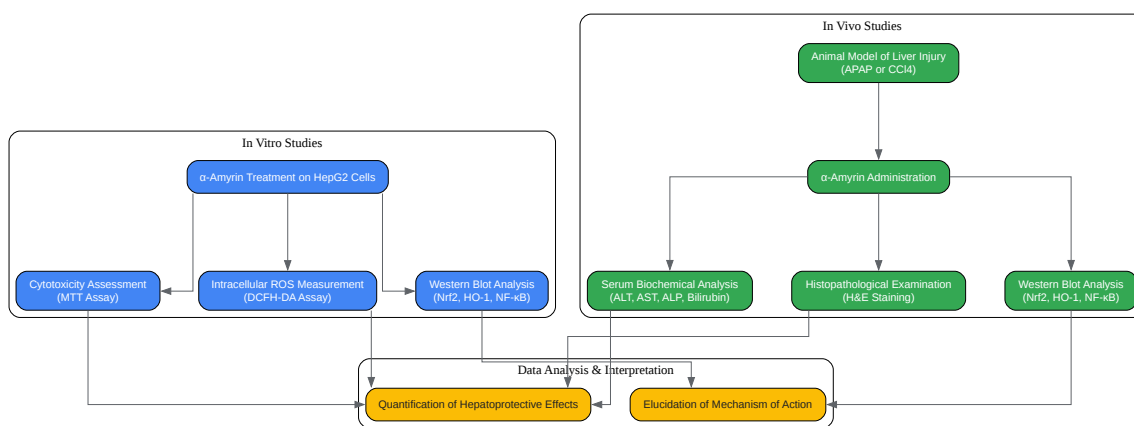 In Vivo Studies
Animal Model of Liver Injury
(APAP or CCl4)
In Vitro Studies
α-Amyrin Treatment on HepG2 Cells
α-Amyrin Administration
Cytotoxicity Assessment
(MTT Assay)
Intracellular ROS Measurement
(DCFH-DA Assay)
Western Blot Analysis
(Nrf2, HO-1, NF-κB)
Serum Biochemical Analysis
(ALT, AST, ALP, Bilirubin)
Histopathological Examination
(H&E Staining)
Western Blot Analysis
(Nrf2, HO-1, NF-κB)
Data Analysis & Interpretation
Quantification of Hepatoprotective Effects
Elucidation of Mechanism of Action